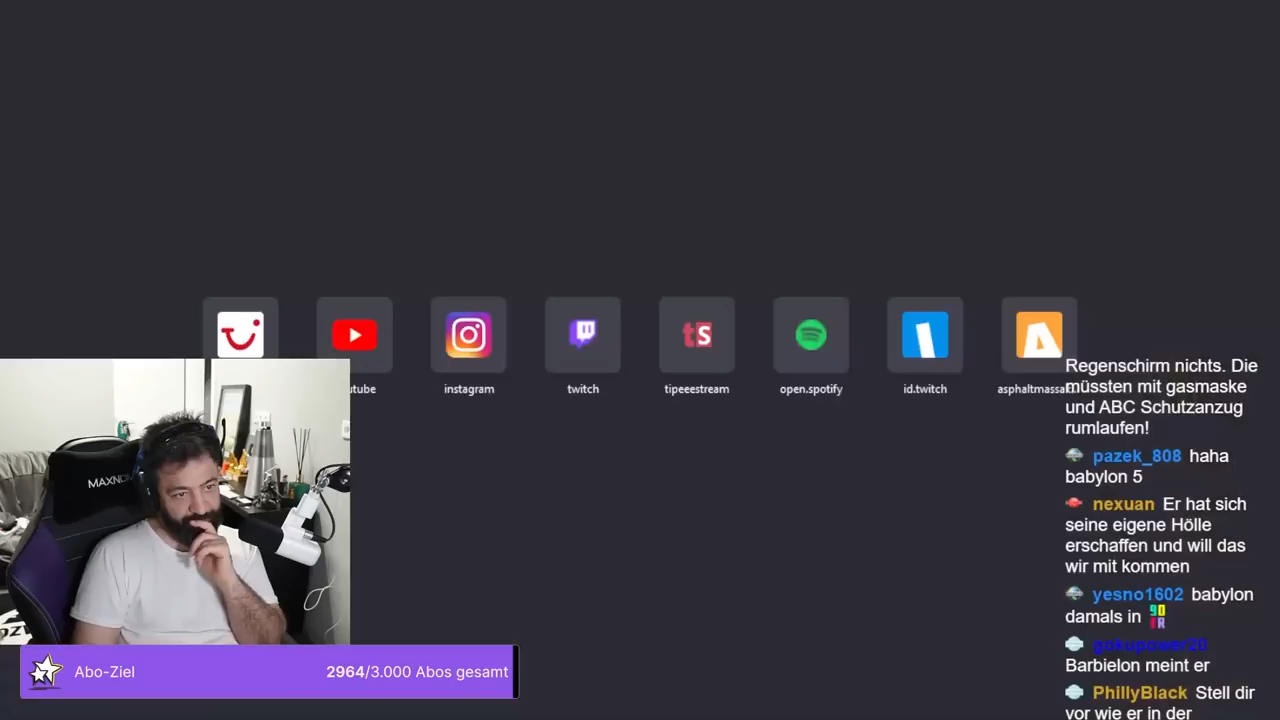 utube
instagram
twitch
tipeeestream
open.spotify
id.twitch
asphaltmassa
Regenschirm nichts. Die
müssten mit gasmaske
und ABC Schutzanzug
rumlaufen!
pazek_808 haha
babylon 5
nexuan Er hat sich
seine eigene Hölle
erschaffen und will das
wir mit kommen
yesno1602 babylon
damals in
gokupower20
Barbielon meint er
PhillyBlack Stell dir
vor wie er in der
MAXN
Abo-Ziel
2964/3.000 Abos gesamt